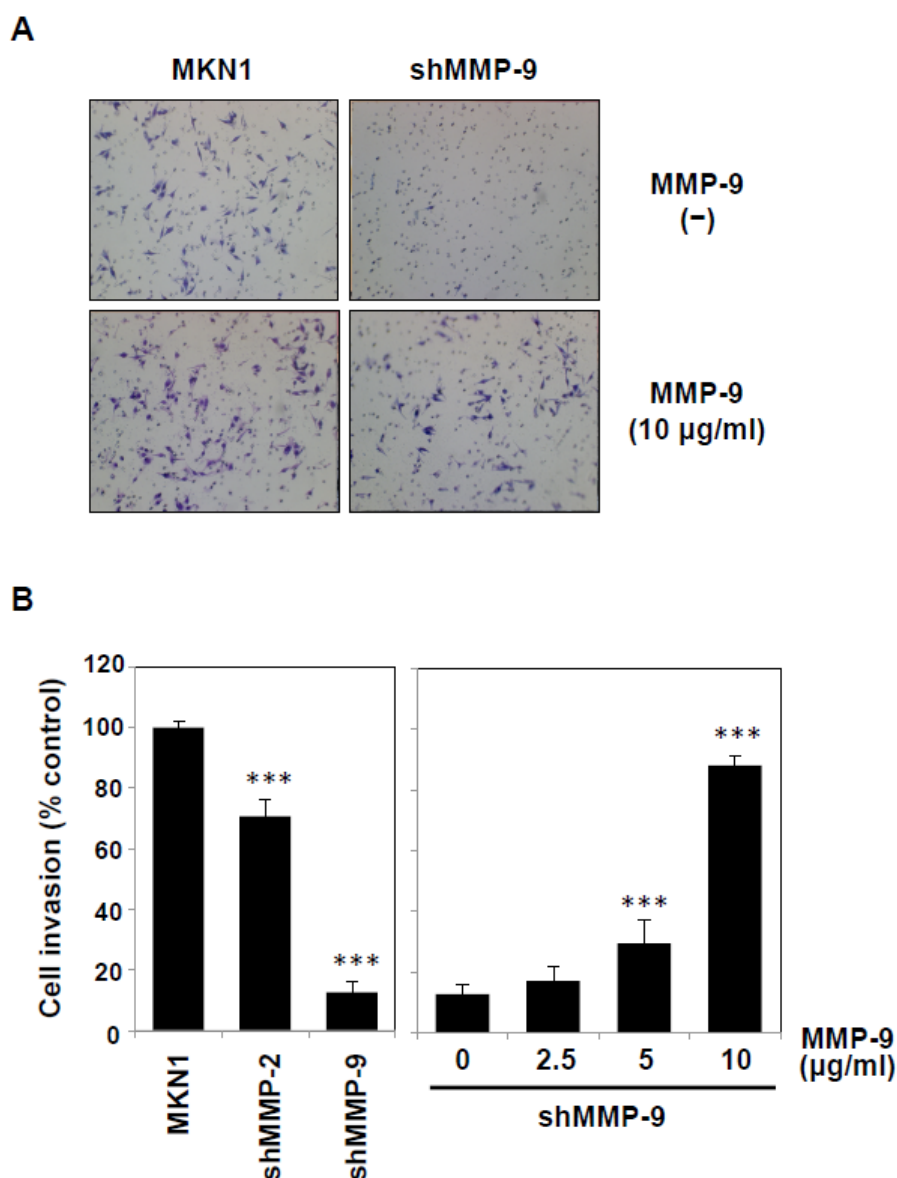 A
MKN1 shMMP-9
MMP-9
(−)
MMP-9
(10 µg/ml)
B
Cell invasion (% control)
120
100
80
60
40
20
0
***
***
***
***
MKN1
shMMP-2
shMMP-9
0 2.5 5 10
MMP-9
(µg/ml)
shMMP-9